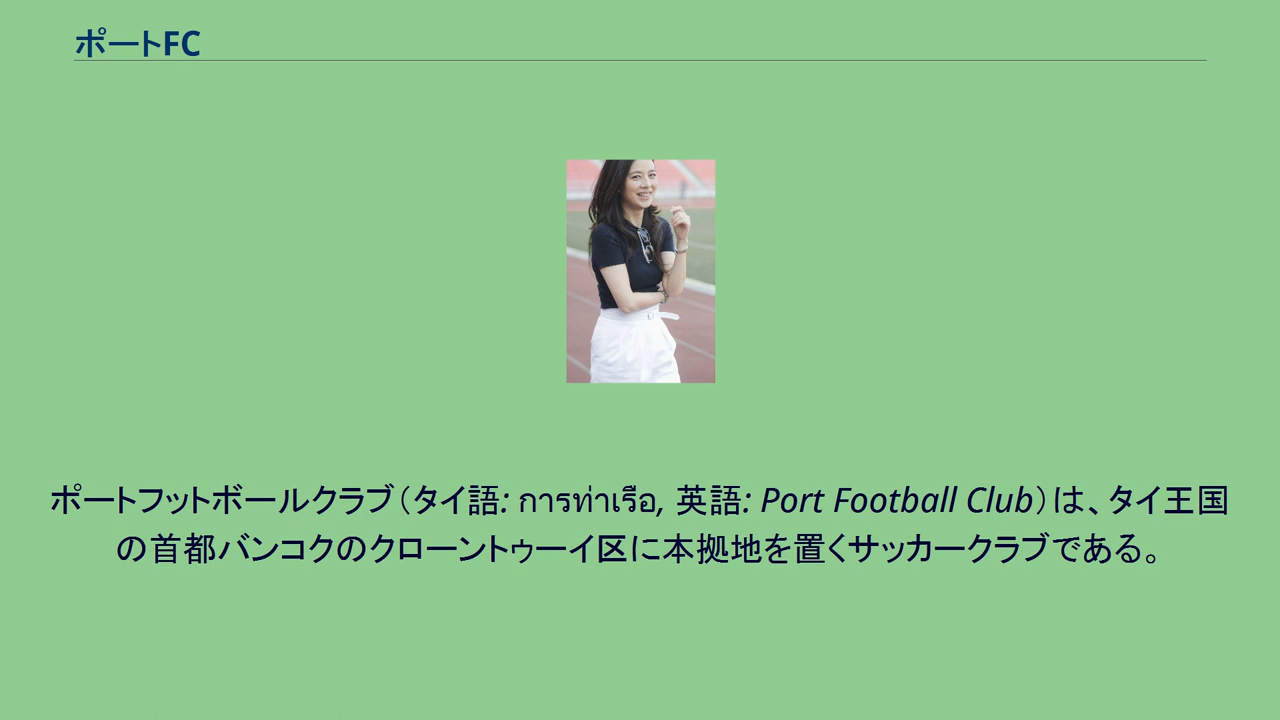 ポートFC
ポートフットボールクラブ（タイ語: การท่าเรือ, 英語: Port Football Club）は、タイ王国
の首都バンコクのクローントゥーイ区に本拠地を置くサッカークラブである。